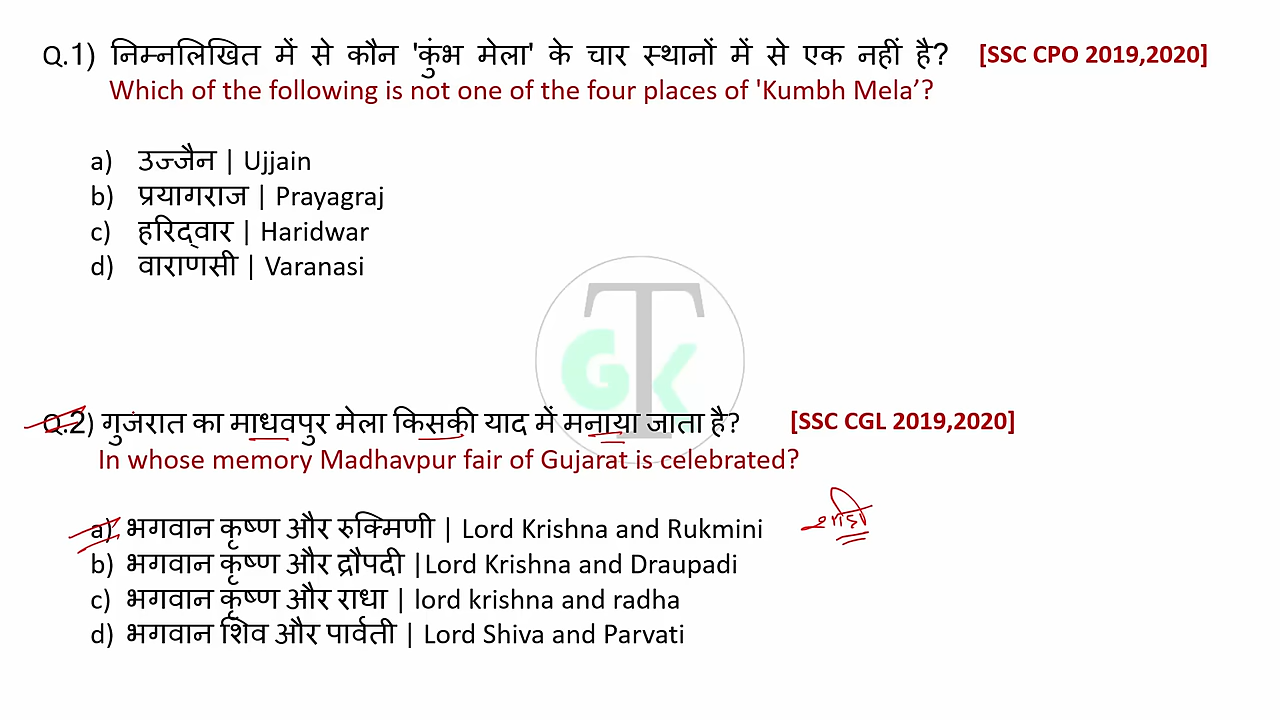 Q.1) निम्नलिखित में से कौन 'कुंभ मेला' के चार स्थानों में से एक नहीं है? [SSC CPO 2019,2020]
Which of the following is not one of the four places of 'Kumbh Mela’?
a) उज्जैन | Ujjain
b) प्रयागराज | Prayagraj
c) हरिद्वार | Haridwar
d) वाराणसी | Varanasi
T
GK
Q.2) गुजरात का माधवपुर मेला किसकी याद में मनाया जाता है? [SSC CGL 2019,2020]
In whose memory Madhavpur fair of Gujarat is celebrated?
a) भगवान कृष्ण और रुक्मिणी | Lord Krishna and Rukmini
b) भगवान कृष्ण और द्रौपदी |Lord Krishna and Draupadi
c) भगवान कृष्ण और राधा | lord krishna and radha
d) भगवान शिव और पार्वती | Lord Shiva and Parvati